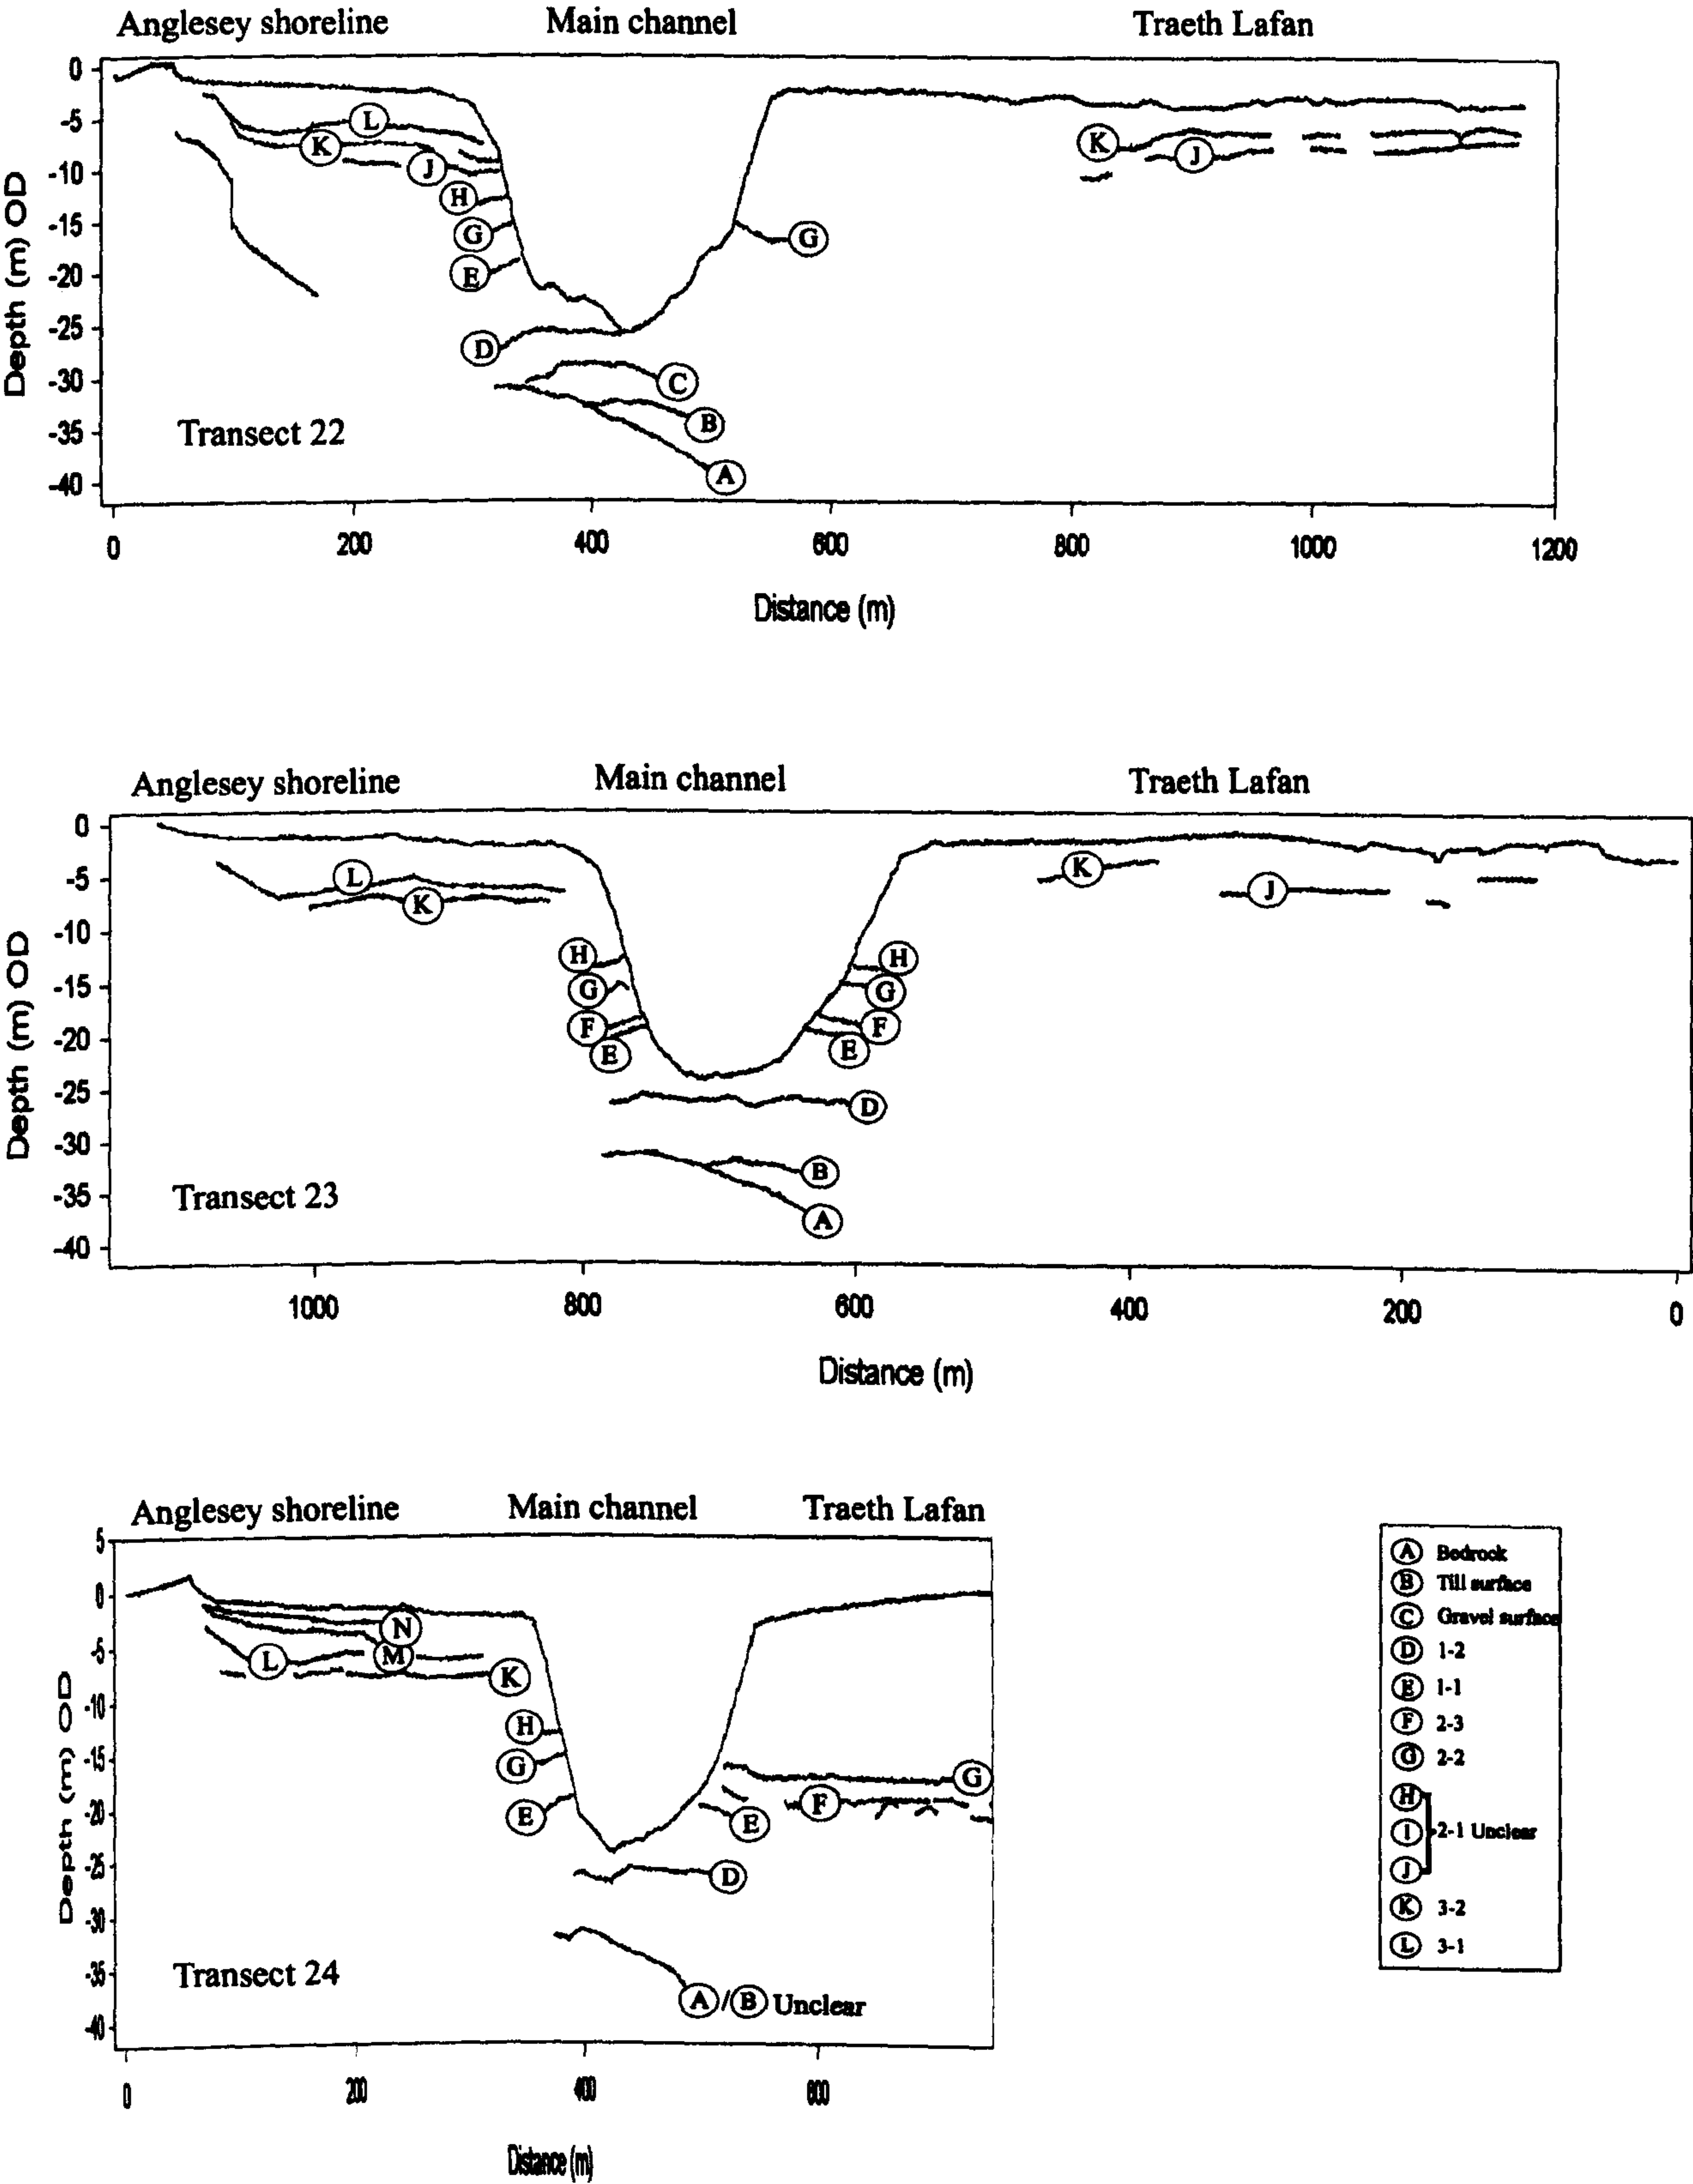 Anglesey shoreline Main channel Traeth Lafan
0
-5
-10
-15
-20
-25
-30
-35
-40
Depth (m) OD
L
K
J
H
G
E
D
C
B
A
G
K
J
Transect 22
0 200 400 600 800 1000 1200
Distance (m)
Anglesey shoreline Main channel Traeth Lafan
0
-5
-10
-15
-20
-25
-30
-35
-40
Depth (m) OD
L
K
H
G
F
E
H
G
F
E
D
B
A
K
J
Transect 23
1000 800 600 400 200 0
Distance (m)
Anglesey shoreline Main channel Traeth Lafan
5
0
-5
-10
-15
-20
-25
-30
-35
-40
Depth (m) OD
N
M
L
K
H
G
E
G
F
E
D
A / B Unclear
Transect 24
0 200 400 600
Distance (m)
A Bedrock
B Till surface
C Gravel surface
D 1-2
E 1-1
F 2-3
G 2-2
H
I 2-1 Unclear
J
K 3-2
L 3-1